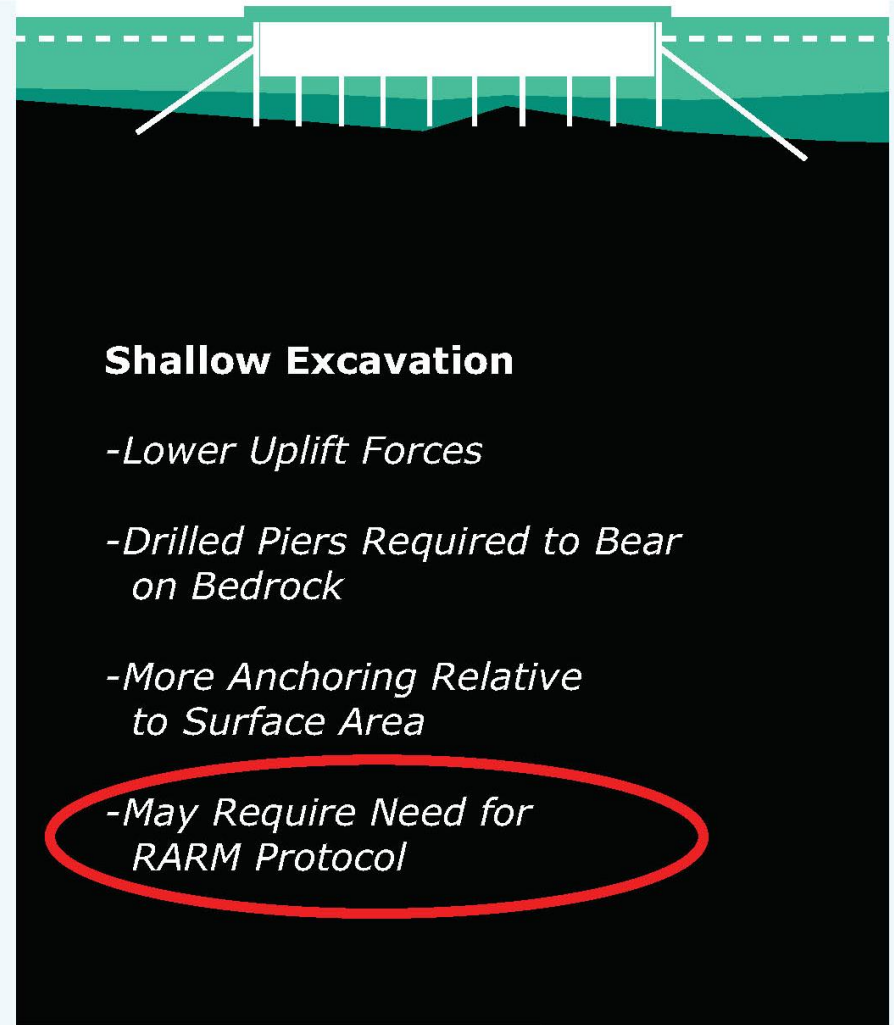 Shallow Excavation
-Lower Uplift Forces
-Drilled Piers Required to Bear
on Bedrock
-More Anchoring Relative
to Surface Area
-May Require Need for
RARM Protocol